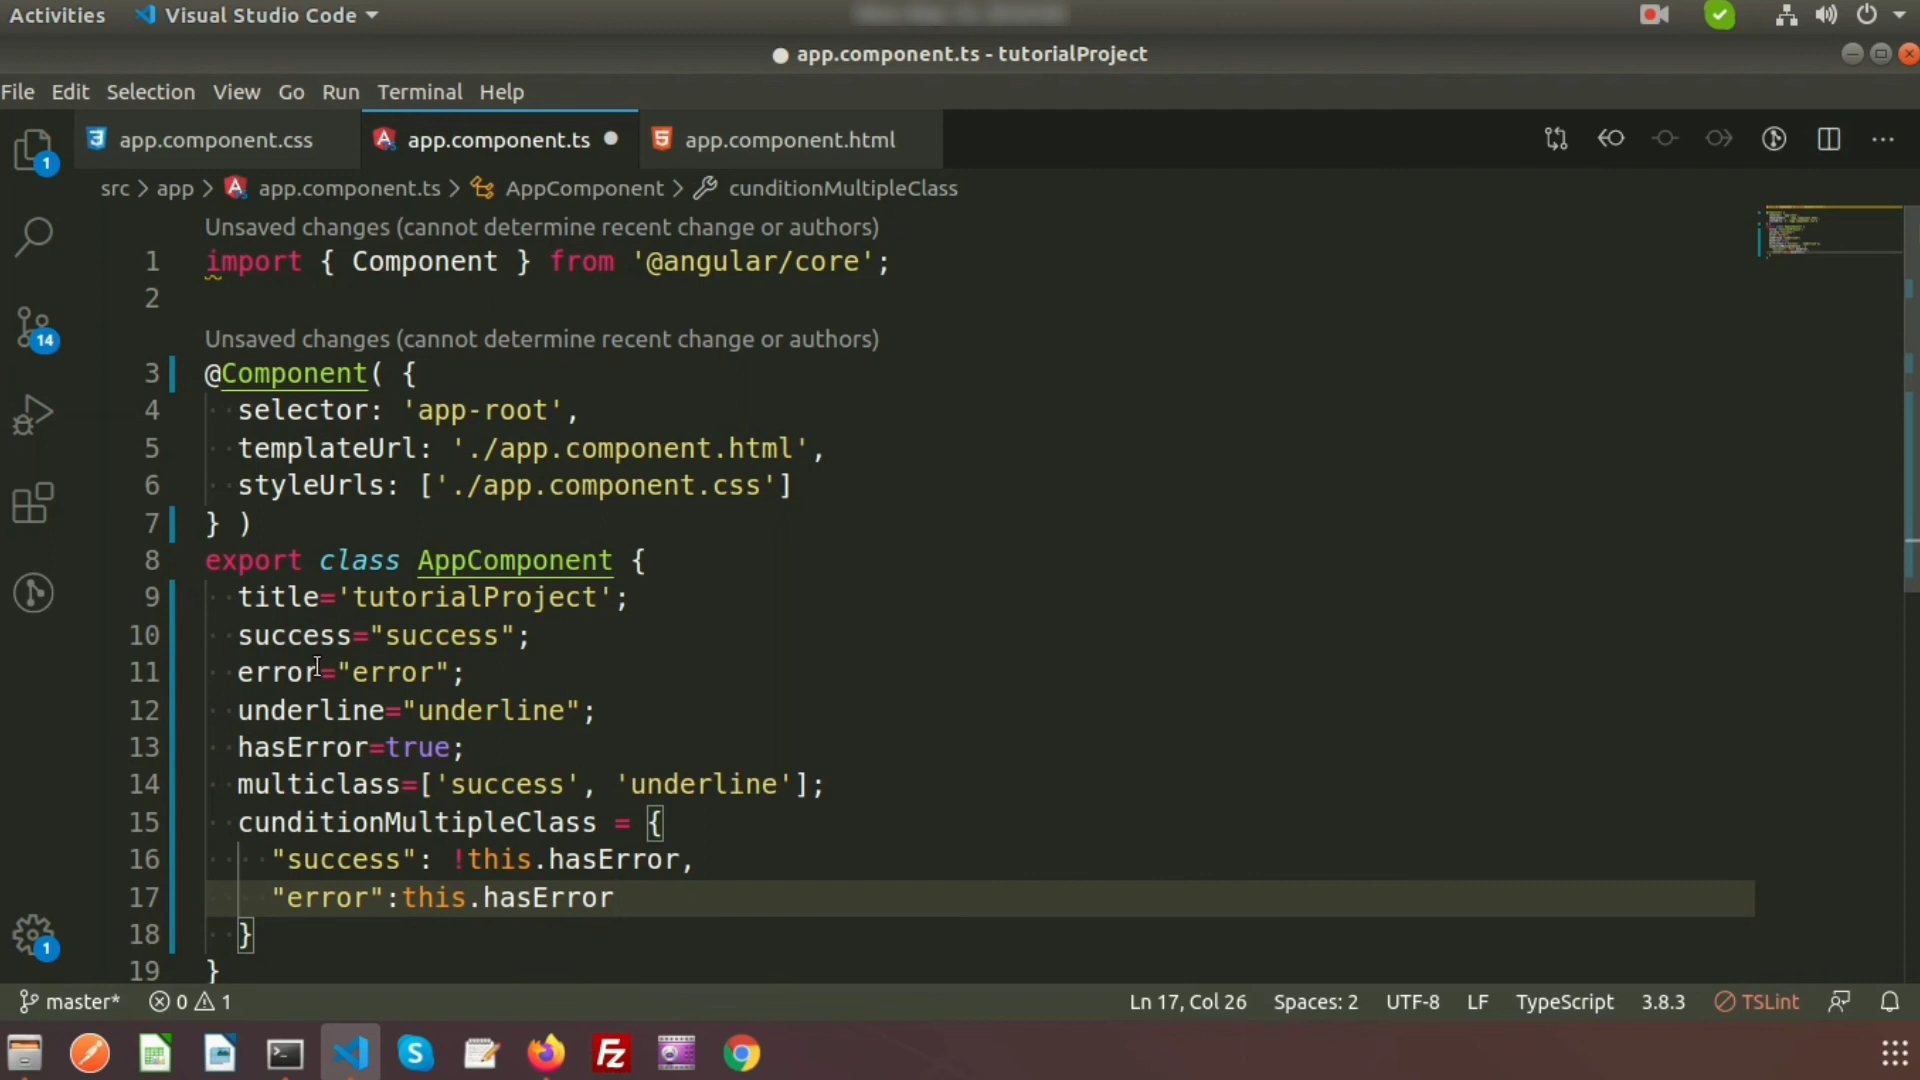 Activities Visual Studio Code
app.component.ts - tutorialProject
File Edit Selection View Go Run Terminal Help
1 app.component.css app.component.ts app.component.html
src > app > app.component.ts > AppComponent > cunditionMultipleClass
Unsaved changes (cannot determine recent change or authors)
1 import { Component } from '@angular/core';
2
Unsaved changes (cannot determine recent change or authors)
14
3 @Component( {
4 selector: 'app-root',
5 templateUrl: './app.component.html',
6 styleUrls: ['./app.component.css']
7 } )
8 export class AppComponent {
9 title='tutorialProject';
10 success="success";
11 error="error";
12 underline="underline";
13 hasError=true;
14 multiclass=['success', 'underline'];
15 cunditionMultipleClass = {
16 "success": !this.hasError,
17 "error":this.hasError
18 }
1
19 }
master* 0 1 Ln 17, Col 26 Spaces: 2 UTF-8 LF TypeScript 3.8.3 TSLint